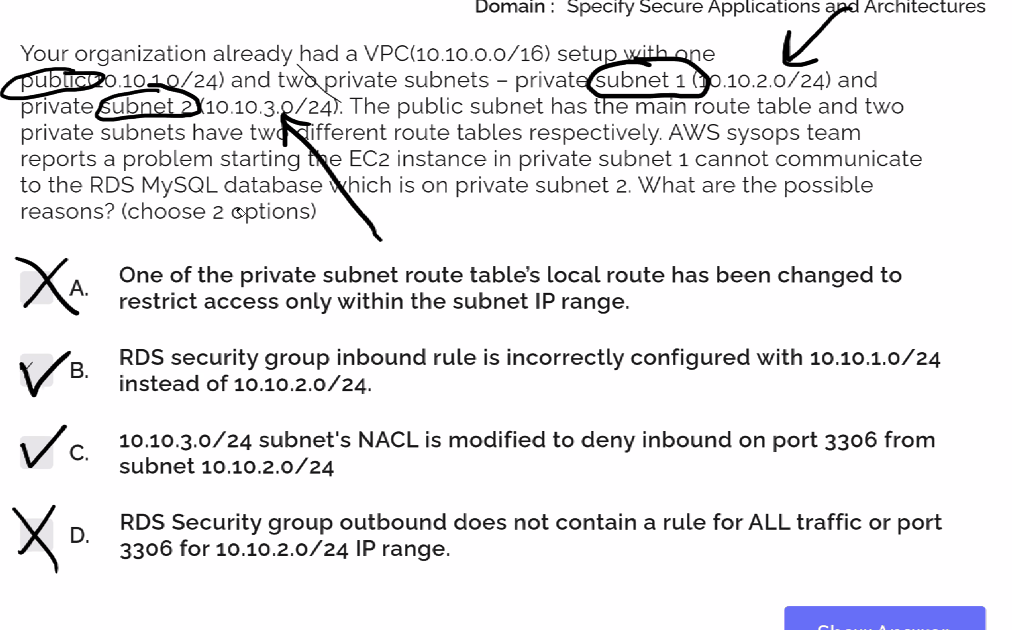 Domain : Specify Secure Applications and Architectures
Your organization already had a VPC(10.10.0.0/16) setup with one
public(10.10.1.0/24) and two private subnets – private subnet 1 (10.10.2.0/24) and
private subnet 2 (10.10.3.0/24). The public subnet has the main route table and two
private subnets have two different route tables respectively. AWS sysops team
reports a problem starting the EC2 instance in private subnet 1 cannot communicate
to the RDS MySQL database which is on private subnet 2. What are the possible
reasons? (choose 2 options)
A. One of the private subnet route table's local route has been changed to
restrict access only within the subnet IP range.
B. RDS security group inbound rule is incorrectly configured with 10.10.1.0/24
instead of 10.10.2.0/24.
C. 10.10.3.0/24 subnet's NACL is modified to deny inbound on port 3306 from
subnet 10.10.2.0/24
D. RDS Security group outbound does not contain a rule for ALL traffic or port
3306 for 10.10.2.0/24 IP range.